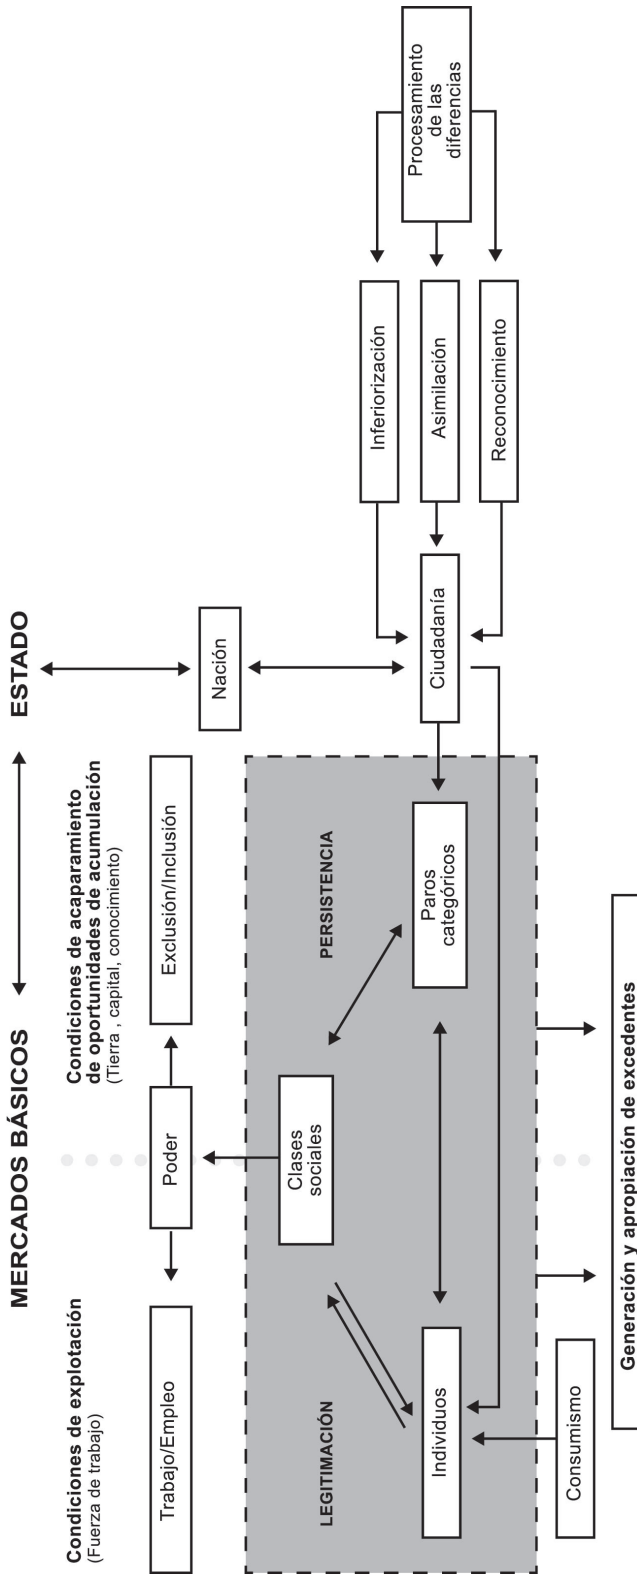 MERCADOS BÁSICOS
ESTADO
Condiciones de explotación
(Fuerza de trabajo)
Condiciones de acaparamiento
de oportunidades de acumulación
(Tierra , capital, conocimiento)
Trabajo/Empleo
Poder
Exclusión/Inclusión
Nación
Clases
sociales
LEGITIMACIÓN
PERSISTENCIA
Individuos
Paros
categóricos
Ciudadanía
Inferiorización
Asimilación
Reconocimiento
Procesamiento
de las
diferencias
Consumismo
Generación y apropiación de excedentes